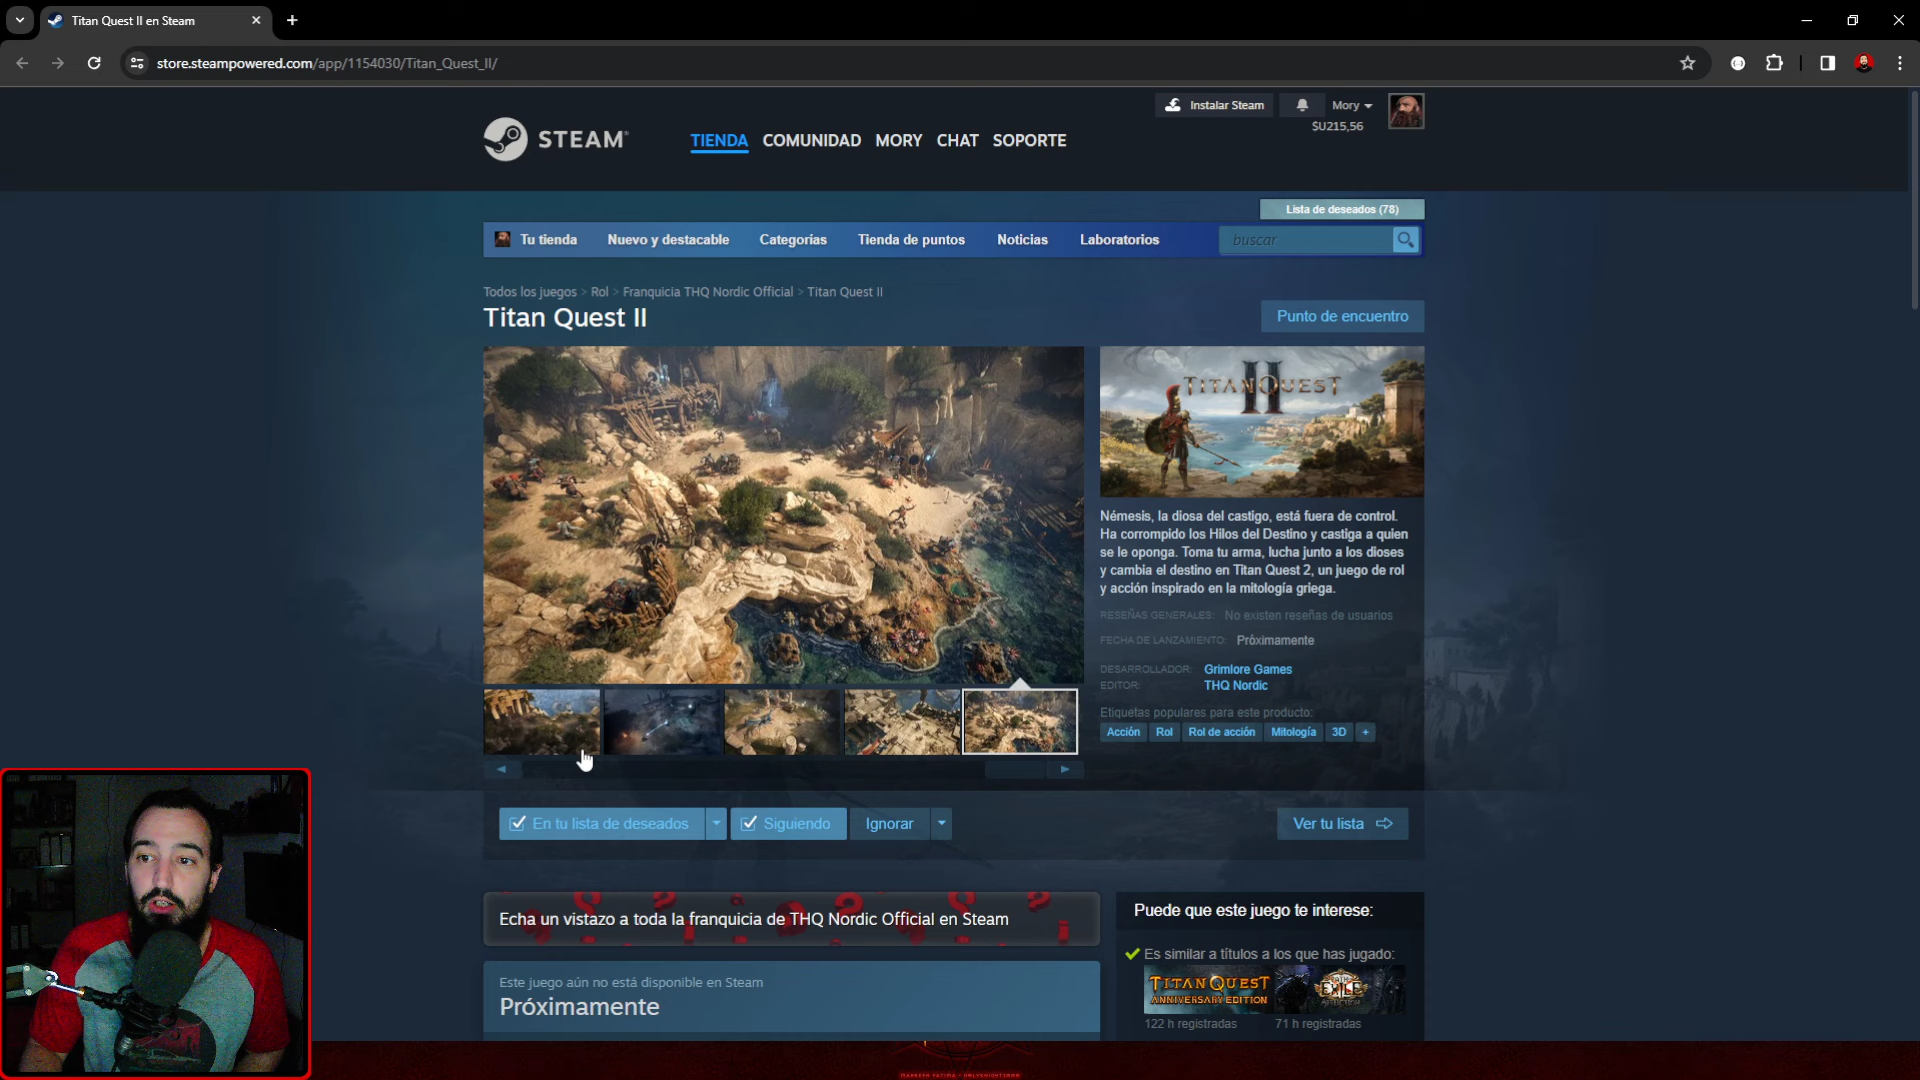 Titan Quest II en Steam
store.steampowered.com/app/1154030/Titan_Quest_II/
Instalar Steam
Mory
$U215,56
STEAM
TIENDA COMUNIDAD MORY CHAT SOPORTE
Lista de deseados (78)
Tu tienda Nuevo y destacable Categorías Tienda de puntos Noticias Laboratorios buscar
Todos los juegos > Rol > Franquicia THQ Nordic Official > Titan Quest II
Titan Quest II
Punto de encuentro
TITAN QUEST
II
Némesis, la diosa del castigo, está fuera de control.
Ha corrompido los Hilos del Destino y castiga a quien
se le oponga. Toma tu arma, lucha junto a los dioses
y cambia el destino en Titan Quest 2, un juego de rol
y acción inspirado en la mitología griega.
RESEÑAS GENERALES: No existen reseñas de usuarios
FECHA DE LANZAMIENTO: Próximamente
DESARROLLADOR: Grimlore Games
EDITOR: THQ Nordic
Etiquetas populares para este producto:
Acción Rol Rol de acción Mitología 3D +
En tu lista de deseados Siguiendo Ignorar Ver tu lista
Echa un vistazo a toda la franquicia de THQ Nordic Official en Steam
Este juego aún no está disponible en Steam
Próximamente
Puede que este juego te interese:
Es similar a títulos a los que has jugado:
TITAN QUEST
ANNIVERSARY EDITION
EXILE
122 h registradas 71 h registradas